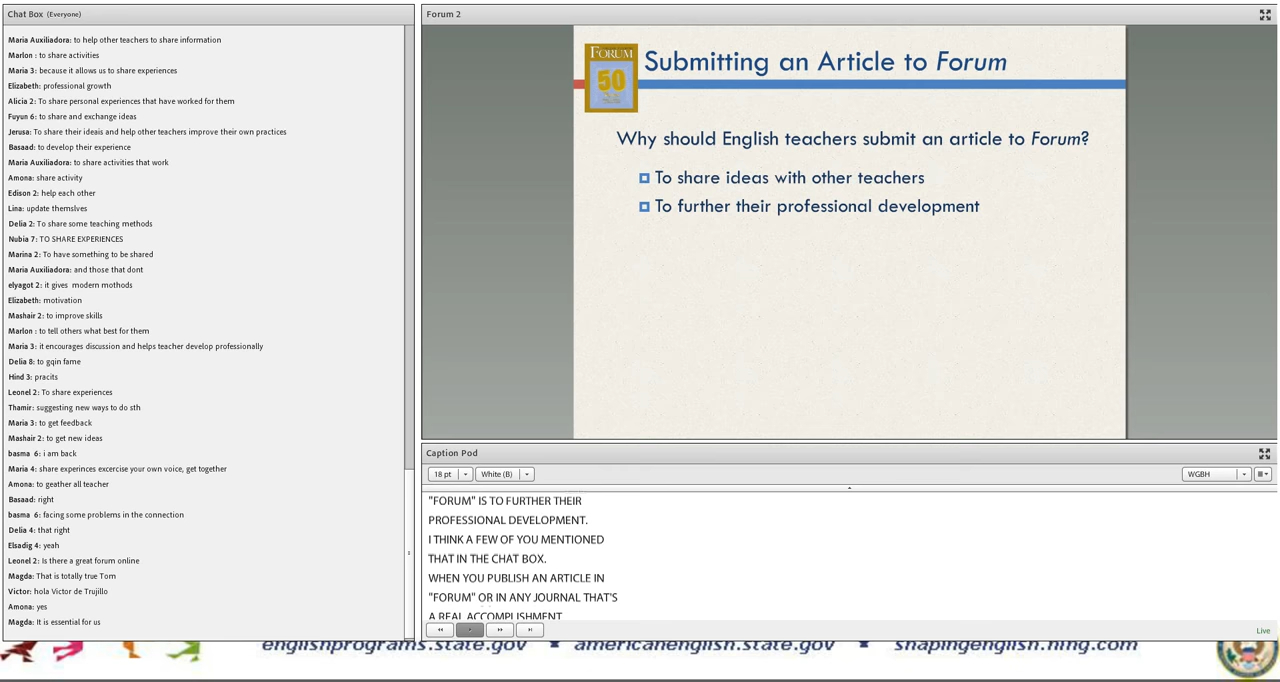 Chat Box (Everyone)
Maria Auxiliadora: to help other teachers to share information
Marlon : to share activities
Maria 3: because it allows us to share experiences
Elizabeth: professional growth
Alicia 2: To share personal experiences that have worked for them
Fuyun 6: to share and exchange ideas
Jerusa: To share their ideais and help other teachers improve their own practices
Basaad: to develop their experience
Maria Auxiliadora: to share activities that work
Amona: share activity
Edison 2: help each other
Lina: update themslves
Delia 2: To share some teaching methods
Nubia 7: TO SHARE EXPERIENCES
Marina 2: To have something to be shared
Maria Auxiliadora: and those that dont
elyagot 2: it gives modern mothods
Elizabeth: motivation
Mashair 2: to improve skills
Marlon : to tell others what best for them
Maria 3: it encourages discussion and helps teacher develop professionally
Delia 8: to gqin fame
Hind 3: pracits
Leonel 2: To share experiences
Thamir: suggesting new ways to do sth
Maria 3: to get feedback
Mashair 2: to get new ideas
basma 6: i am back
Maria 4: share experinces excercise your own voice, get together
Amona: to geather all teacher
Basaad: right
basma 6: facing some problems in the connection
Delia 4: that right
Elsadig 4: yeah
Leonel 2: Is there a great forum online
Magda: That is totally true Tom
Victor: hola Victor de Trujillo
Amona: yes
Magda: It is essential for us
Forum 2
FORUM
50
Submitting an Article to Forum
Why should English teachers submit an article to Forum?
To share ideas with other teachers
To further their professional development
Caption Pod
18 pt
White (B)
WGBH
"FORUM" IS TO FURTHER THEIR
PROFESSIONAL DEVELOPMENT.
I THINK A FEW OF YOU MENTIONED
THAT IN THE CHAT BOX.
WHEN YOU PUBLISH AN ARTICLE IN
"FORUM" OR IN ANY JOURNAL THAT'S
A REAL ACCOMPLISHMENT
Live
englishprograms.state.gov americanenglish.state.gov shapingenglish.ning.com